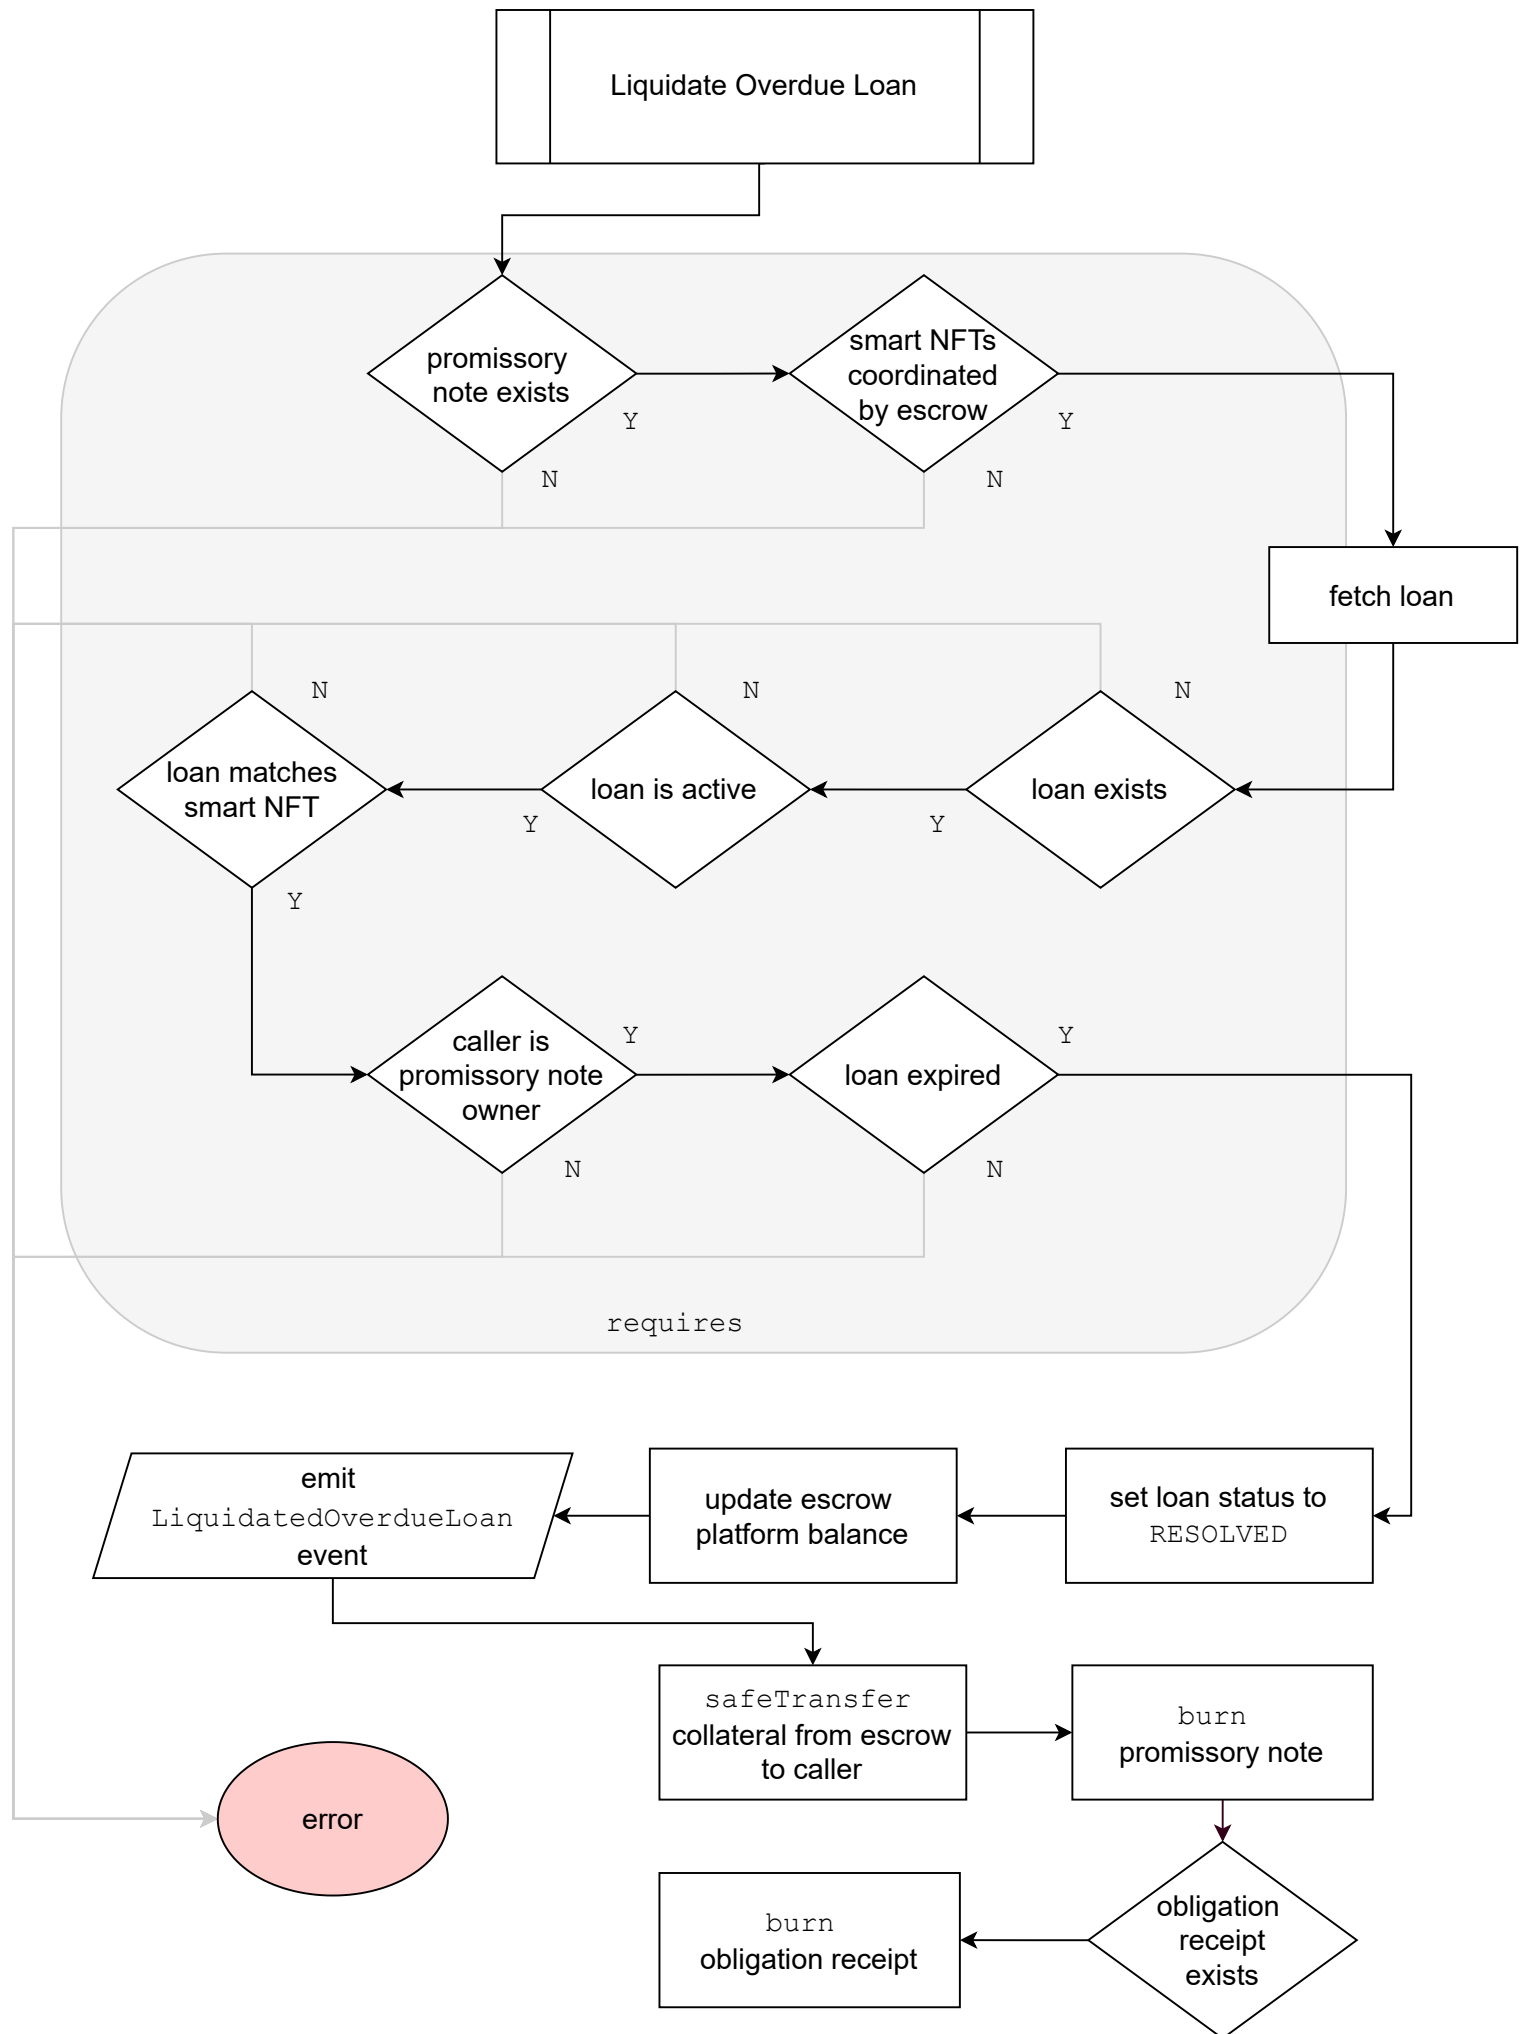 Liquidate Overdue Loan
promissory
note exists
Y
N
smart NFTs
coordinated
by escrow
Y
N
fetch loan
loan exists
N
Y
loan is active
N
Y
loan matches
smart NFT
N
Y
caller is
promissory note
owner
Y
N
loan expired
Y
N
requires
set loan status to
RESOLVED
update escrow
platform balance
emit
LiquidatedOverdueLoan
event
safeTransfer
collateral from escrow
to caller
burn
promissory note
obligation
receipt
exists
burn
obligation receipt
error